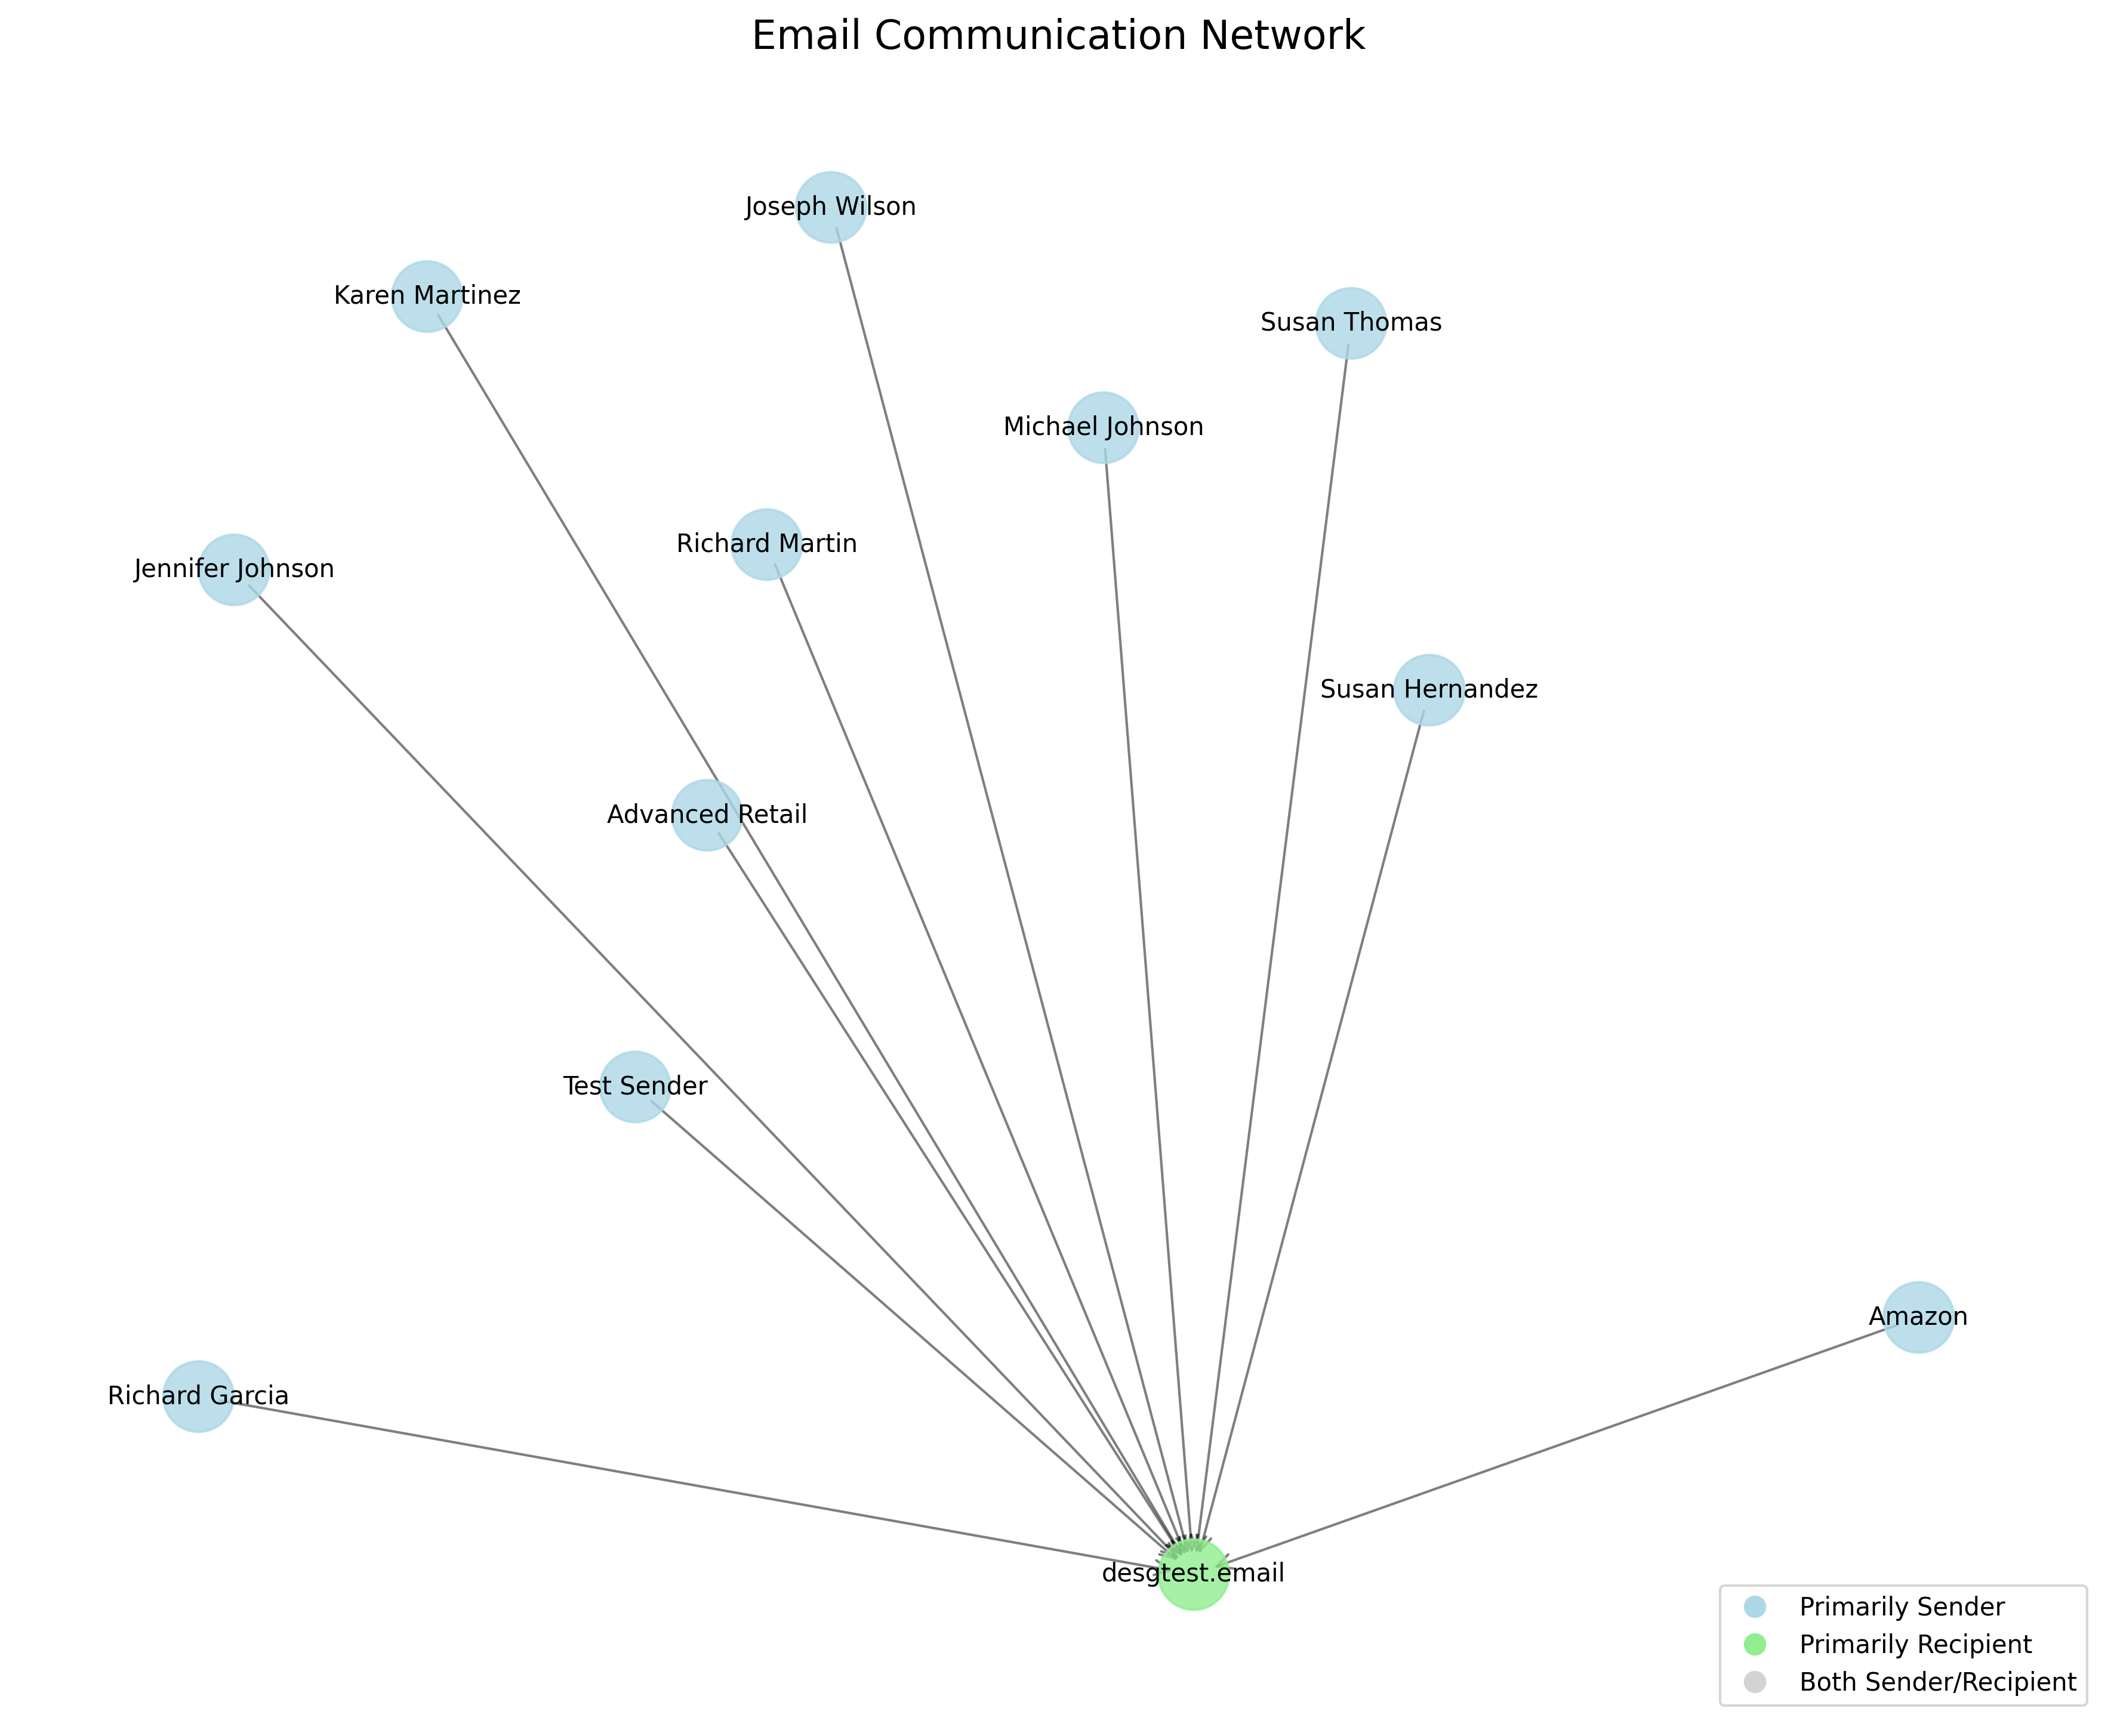 Email Communication Network
Joseph Wilson
Karen Martinez
Susan Thomas
Michael Johnson
Richard Martin
Jennifer Johnson
Susan Hernandez
Advanced Retail
Test Sender
Amazon
Richard Garcia
desgtest.email
Primarily Sender
Primarily Recipient
Both Sender/Recipient